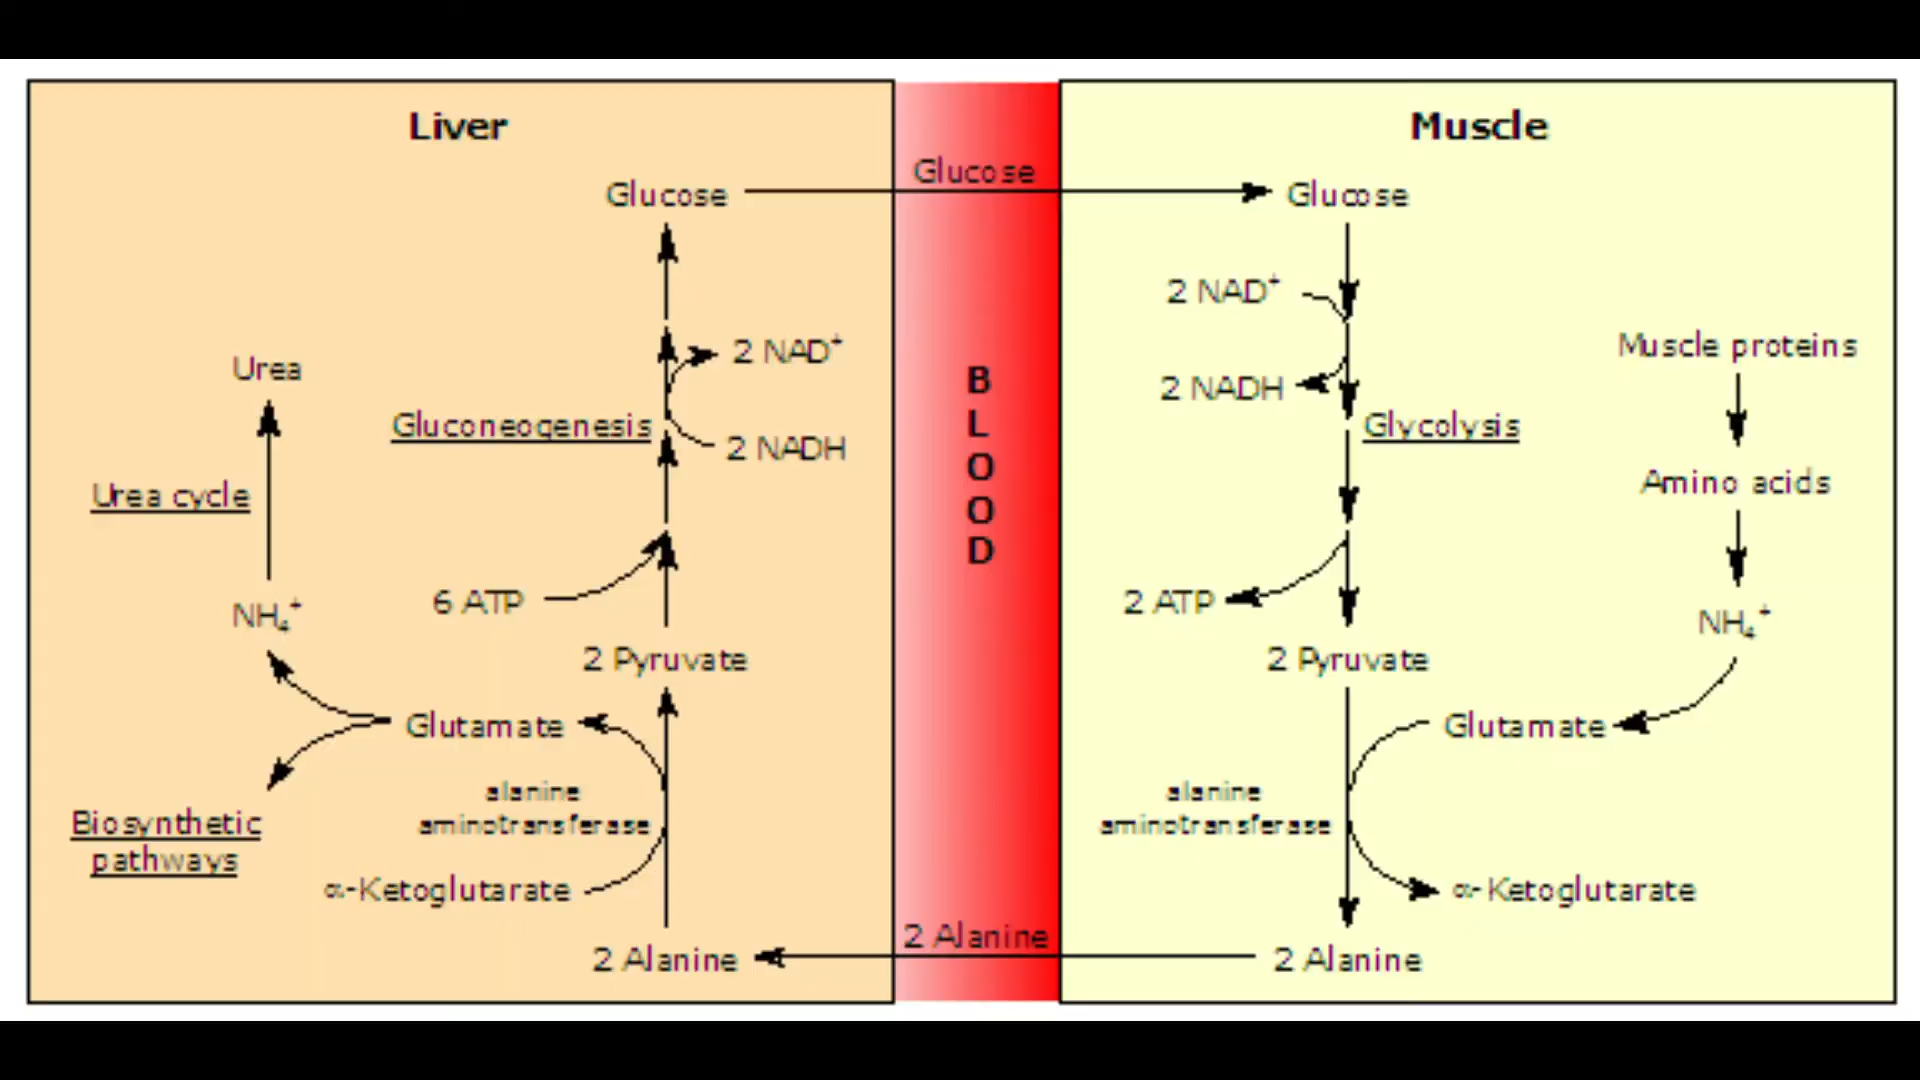 Liver
Glucose
2 NAD⁺
Gluconeogenesis
2 NADH
Urea
Urea cycle
6 ATP
NH₄⁺
2 Pyruvate
Glutamate
alanine
aminotransferase
Biosynthetic
pathways
α-Ketoglutarate
2 Alanine
Glucose
B
L
O
O
D
2 Alanine
Muscle
Glucose
2 NAD⁺
2 NADH
Glycolysis
2 ATP
2 Pyruvate
Muscle proteins
Amino acids
NH₄⁺
Glutamate
alanine
aminotransferase
α-Ketoglutarate
2 Alanine